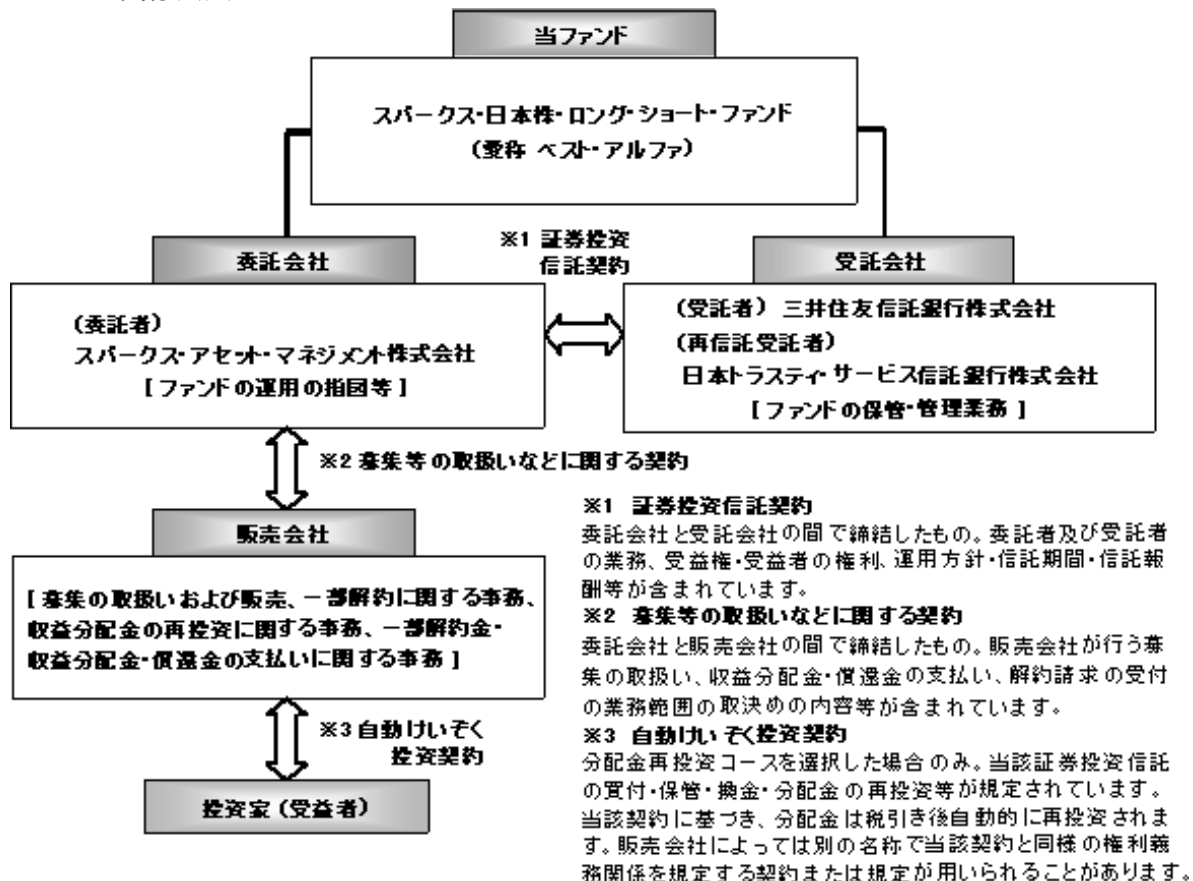 当ファンド
スパークス・日本株・ロング・ショート・ファンド
(愛称 ベスト・アルファ)
委託会社
※1 証券投資
信託契約
受託会社
(委託者)
スパークス・アセット・マネジメント株式会社
[ファンドの運用の指図等]
(受託者) 三井住友信託銀行株式会社
(再信託受託者)
日本トラスティ・サービス信託銀行株式会社
[ファンドの保管・管理業務]
※2 募集等の取扱いなどに関する契約
販売会社
[募集の取扱いおよび販売、一部解約に関する事務、
収益分配金の再投資に関する事務、一部解約金・
収益分配金・償還金の支払いに関する事務]
※3 自動けいぞく
投資契約
投資家(受益者)
※1 証券投資信託契約
委託会社と受託会社の間で締結したもの。委託者及び受託者
の業務、受益権・受益者の権利、運用方針・信託期間・信託報
酬等が含まれています。
※2 募集等の取扱いなどに関する契約
委託会社と販売会社の間で締結したもの。販売会社が行う募
集の取扱い、収益分配金・償還金の支払い、解約請求の受付
の業務範囲の取決めの内容等が含まれています。
※3 自動けいぞく投資契約
分配金再投資コースを選択した場合のみ。当該証券投資信託
の買付・保管・換金・分配金の再投資等が規定されています。
当該契約に基づき、分配金は税引き後自動的に再投資されま
す。販売会社によっては別の名称で当該契約と同様の権利義
務関係を規定する契約または規定が用いられることがあります。